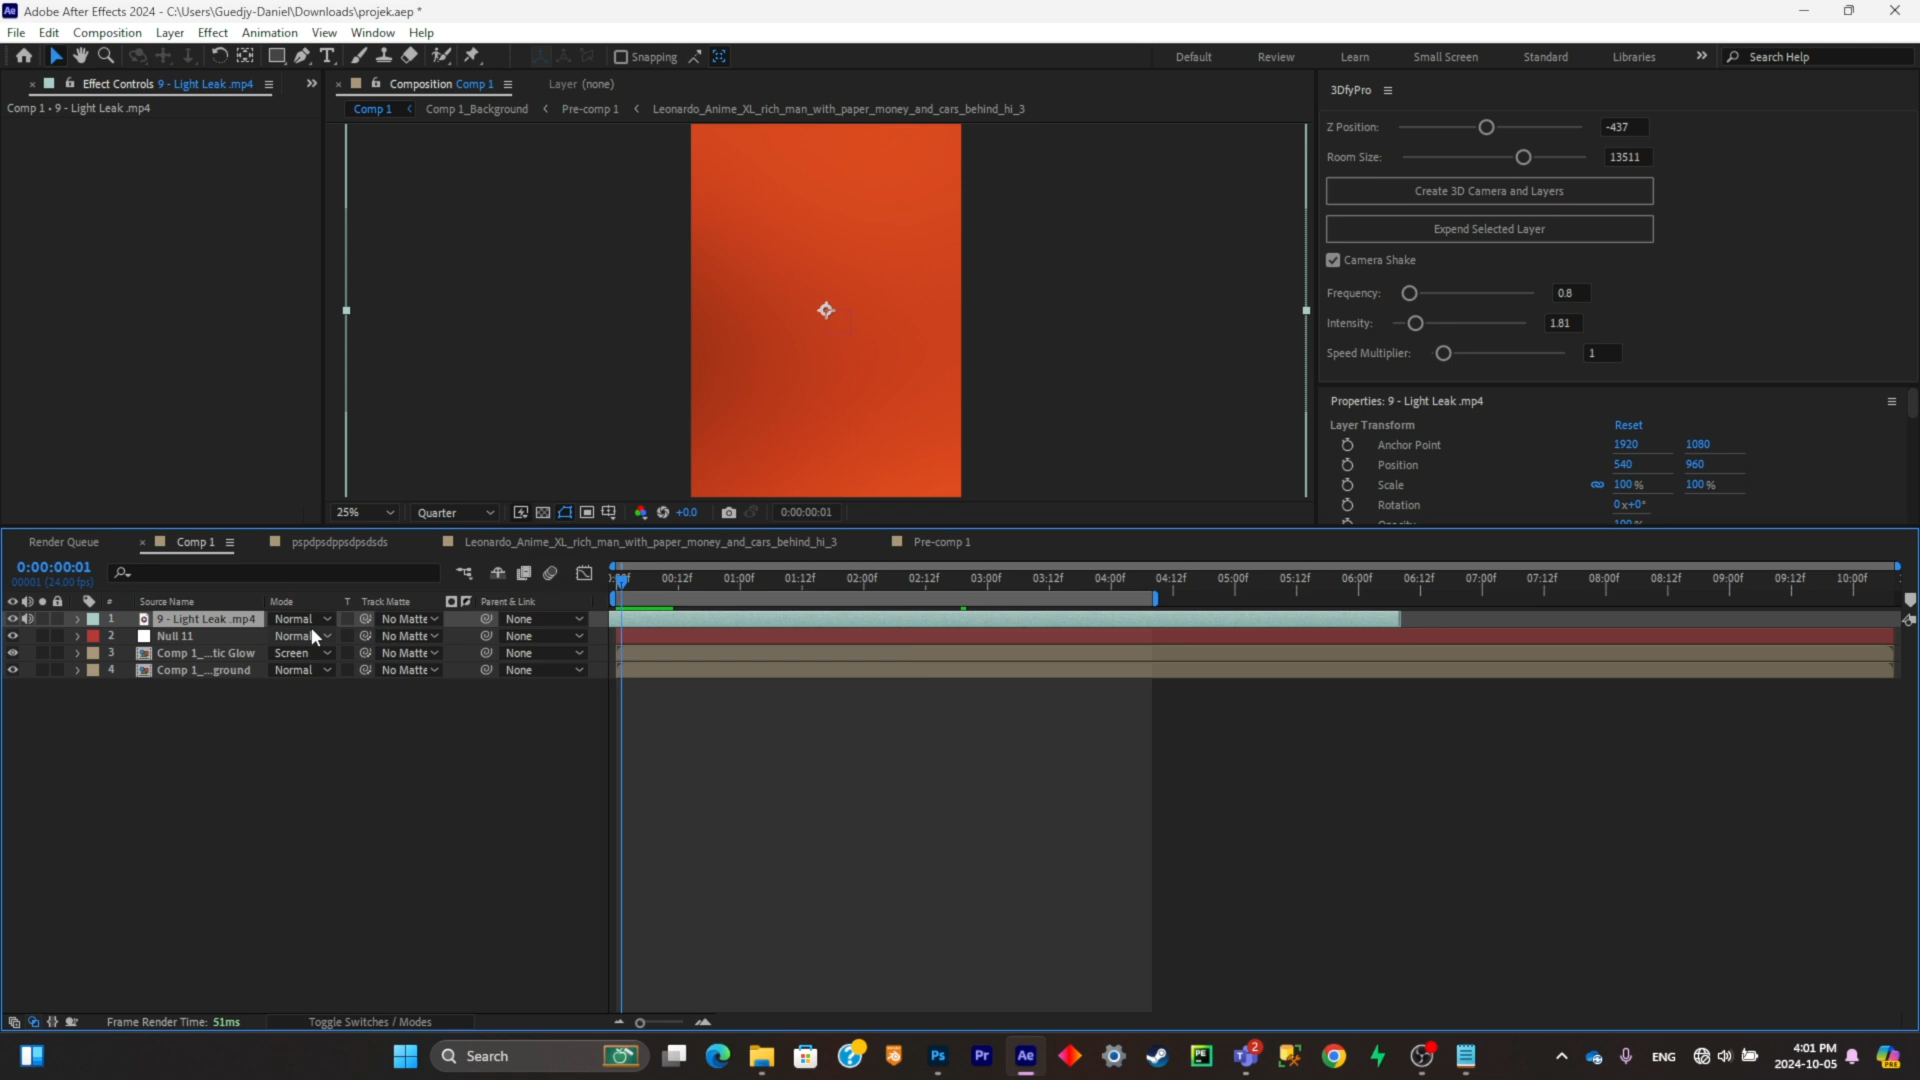 Adobe After Effects 2024 - C:\Users\Guedjy-Daniel\Downloads\projek.aep *
File Edit Composition Layer Effect Animation View Window Help
Snapping Default Review Learn Small Screen Standard Libraries Search Help
Effect Controls 9 - Light Leak .mp4
Comp 1 • 9 - Light Leak .mp4
Composition Comp 1 Layer (none)
Comp 1 Comp 1_Background Pre-comp 1 Leonardo_Anime_XL_rich_man_with_paper_money_and_cars_behind_hi_3
25% Quarter +0.0 0:00:00:01
3DfyPro
Z Position: -437
Room Size: 13511
Create 3D Camera and Layers
Expend Selected Layer
Camera Shake
Frequency: 0.8
Intensity: 1.81
Speed Multiplier: 1
Properties: 9 - Light Leak .mp4
Layer Transform Reset
Anchor Point 1920 1080
Position 540 960
Scale 100 % 100 %
Rotation 0x+0°
Render Queue Comp 1 pspdpsdppsdpsdsds Leonardo_Anime_XL_rich_man_with_paper_money_and_cars_behind_hi_3 Pre-comp 1
0:00:00:01
00001 (24.00 fps)
00:12f 01:00f 01:12f 02:00f 02:12f 03:00f 03:12f 04:00f 04:12f 05:00f 05:12f 06:00f 06:12f 07:00f 07:12f 08:00f 08:12f 09:00f 09:12f 10:00f
# Source Name Mode T Track Matte Parent & Link
1 9 - Light Leak .mp4 Normal No Matte None
2 Null 11 Normal No Matte None
3 Comp 1_...tic Glow Screen No Matte None
4 Comp 1_...ground Normal No Matte None
Frame Render Time: 51ms Toggle Switches / Modes
Search Ps Pr Ae PE 2 ENG
4:01 PM
2024-10-05
PRE